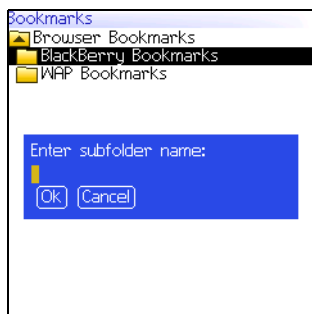 Bookmarks
Browser Bookmarks
BlackBerry Bookmarks
WAP Bookmarks
Enter subfolder name:
Ok Cancel